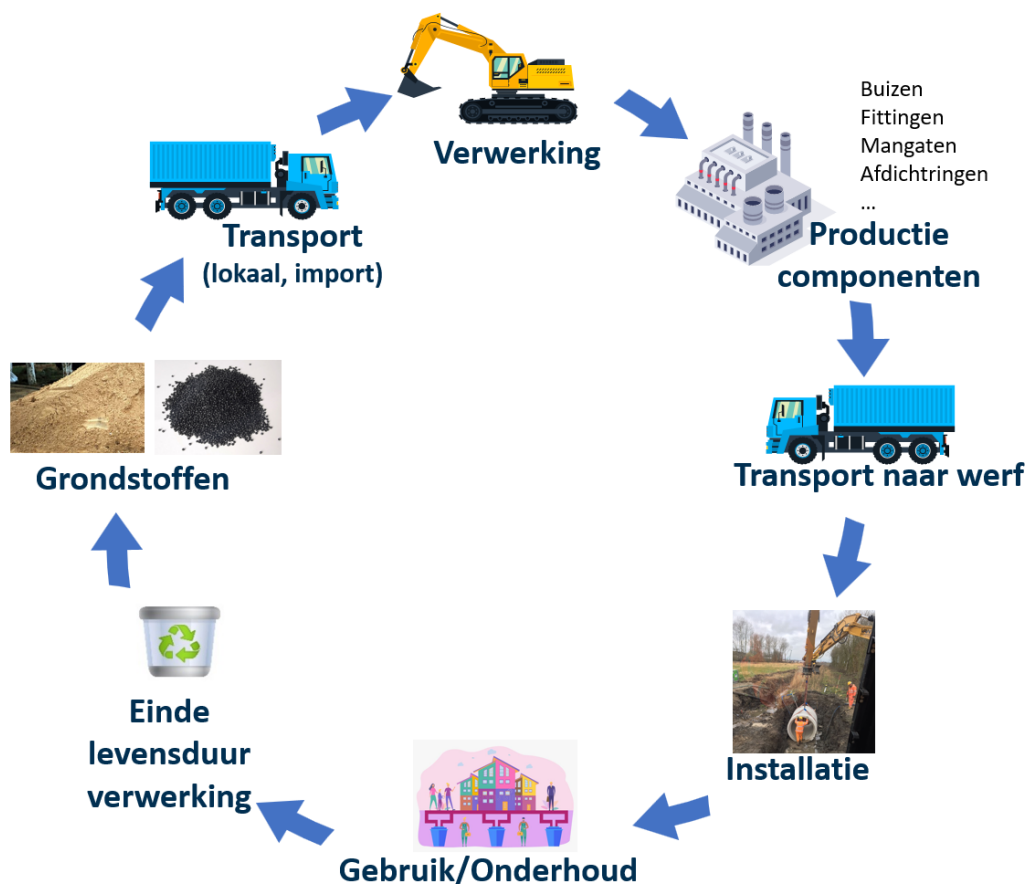 Verwerking
Buizen
Fittingen
Mangaten
Afdichtringen
...
Productie
componenten
Transport
(lokaal, import)
Transport naar werf
Grondstoffen
Installatie
Einde
levensduur
verwerking
Gebruik/Onderhoud